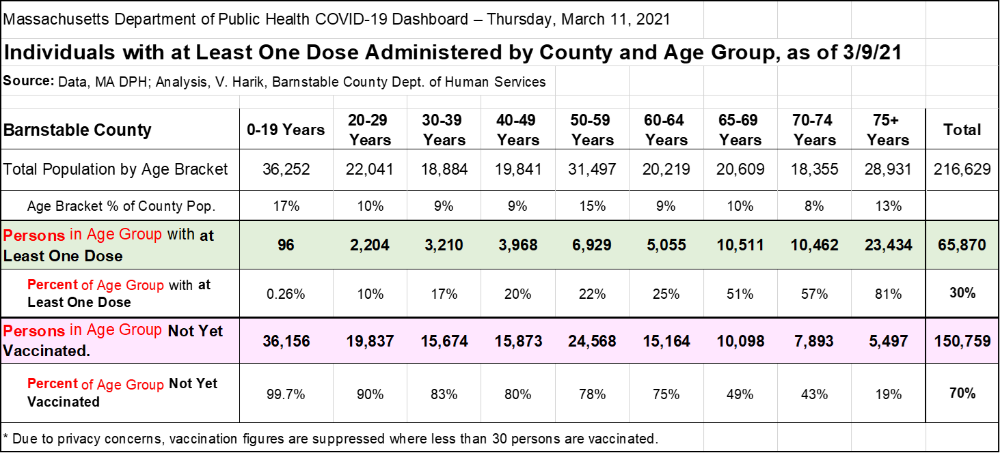 Massachusetts Department of Public Health COVID-19 Dashboard – Thursday, March 11, 2021
Individuals with at Least One Dose Administered by County and Age Group, as of 3/9/21
Source: Data, MA DPH; Analysis, V. Harik, Barnstable County Dept. of Human Services
Barnstable County 0-19 Years 20-29 Years 30-39 Years 40-49 Years 50-59 Years 60-64 Years 65-69 Years 70-74 Years 75+ Years Total
Total Population by Age Bracket 36,252 22,041 18,884 19,841 31,497 20,219 20,609 18,355 28,931 216,629
Age Bracket % of County Pop. 17% 10% 9% 9% 15% 9% 10% 8% 13%
Persons in Age Group with at Least One Dose 96 2,204 3,210 3,968 6,929 5,055 10,511 10,462 23,434 65,870
Percent of Age Group with at Least One Dose 0.26% 10% 17% 20% 22% 25% 51% 57% 81% 30%
Persons in Age Group Not Yet Vaccinated. 36,156 19,837 15,674 15,873 24,568 15,164 10,098 7,893 5,497 150,759
Percent of Age Group Not Yet Vaccinated 99.7% 90% 83% 80% 78% 75% 49% 43% 19% 70%
* Due to privacy concerns, vaccination figures are suppressed where less than 30 persons are vaccinated.